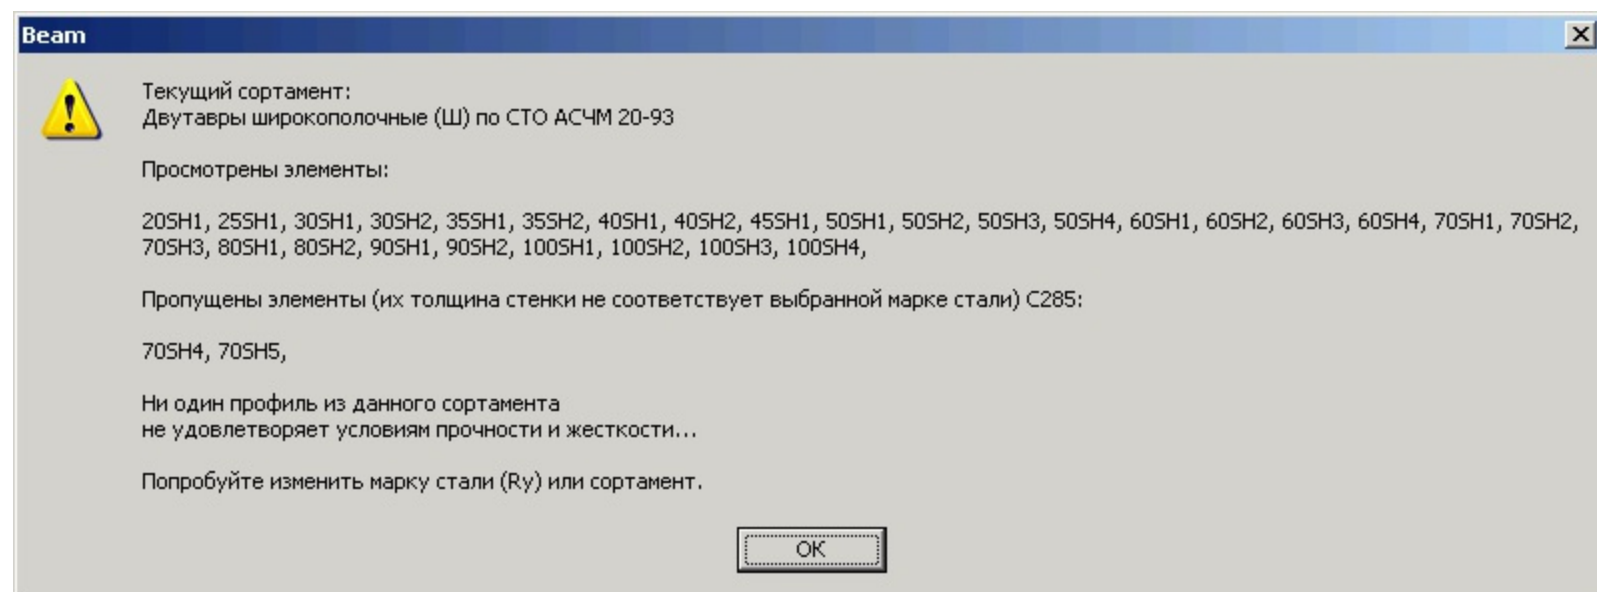 Beam
Текущий сортамент:
Двутавры широкополочные (Ш) по СТО АСЧМ 20-93
Просмотрены элементы:
20SH1, 25SH1, 30SH1, 30SH2, 35SH1, 35SH2, 40SH1, 40SH2, 45SH1, 50SH1, 50SH2, 50SH3, 50SH4, 60SH1, 60SH2, 60SH3, 60SH4, 70SH1, 70SH2,
70SH3, 80SH1, 80SH2, 90SH1, 90SH2, 100SH1, 100SH2, 100SH3, 100SH4,
Пропущены элементы (их толщина стенки не соответствует выбранной марке стали) С285:
70SH4, 70SH5,
Ни один профиль из данного сортамента
не удовлетворяет условиям прочности и жесткости...
Попробуйте изменить марку стали (Ry) или сортамент.
OK